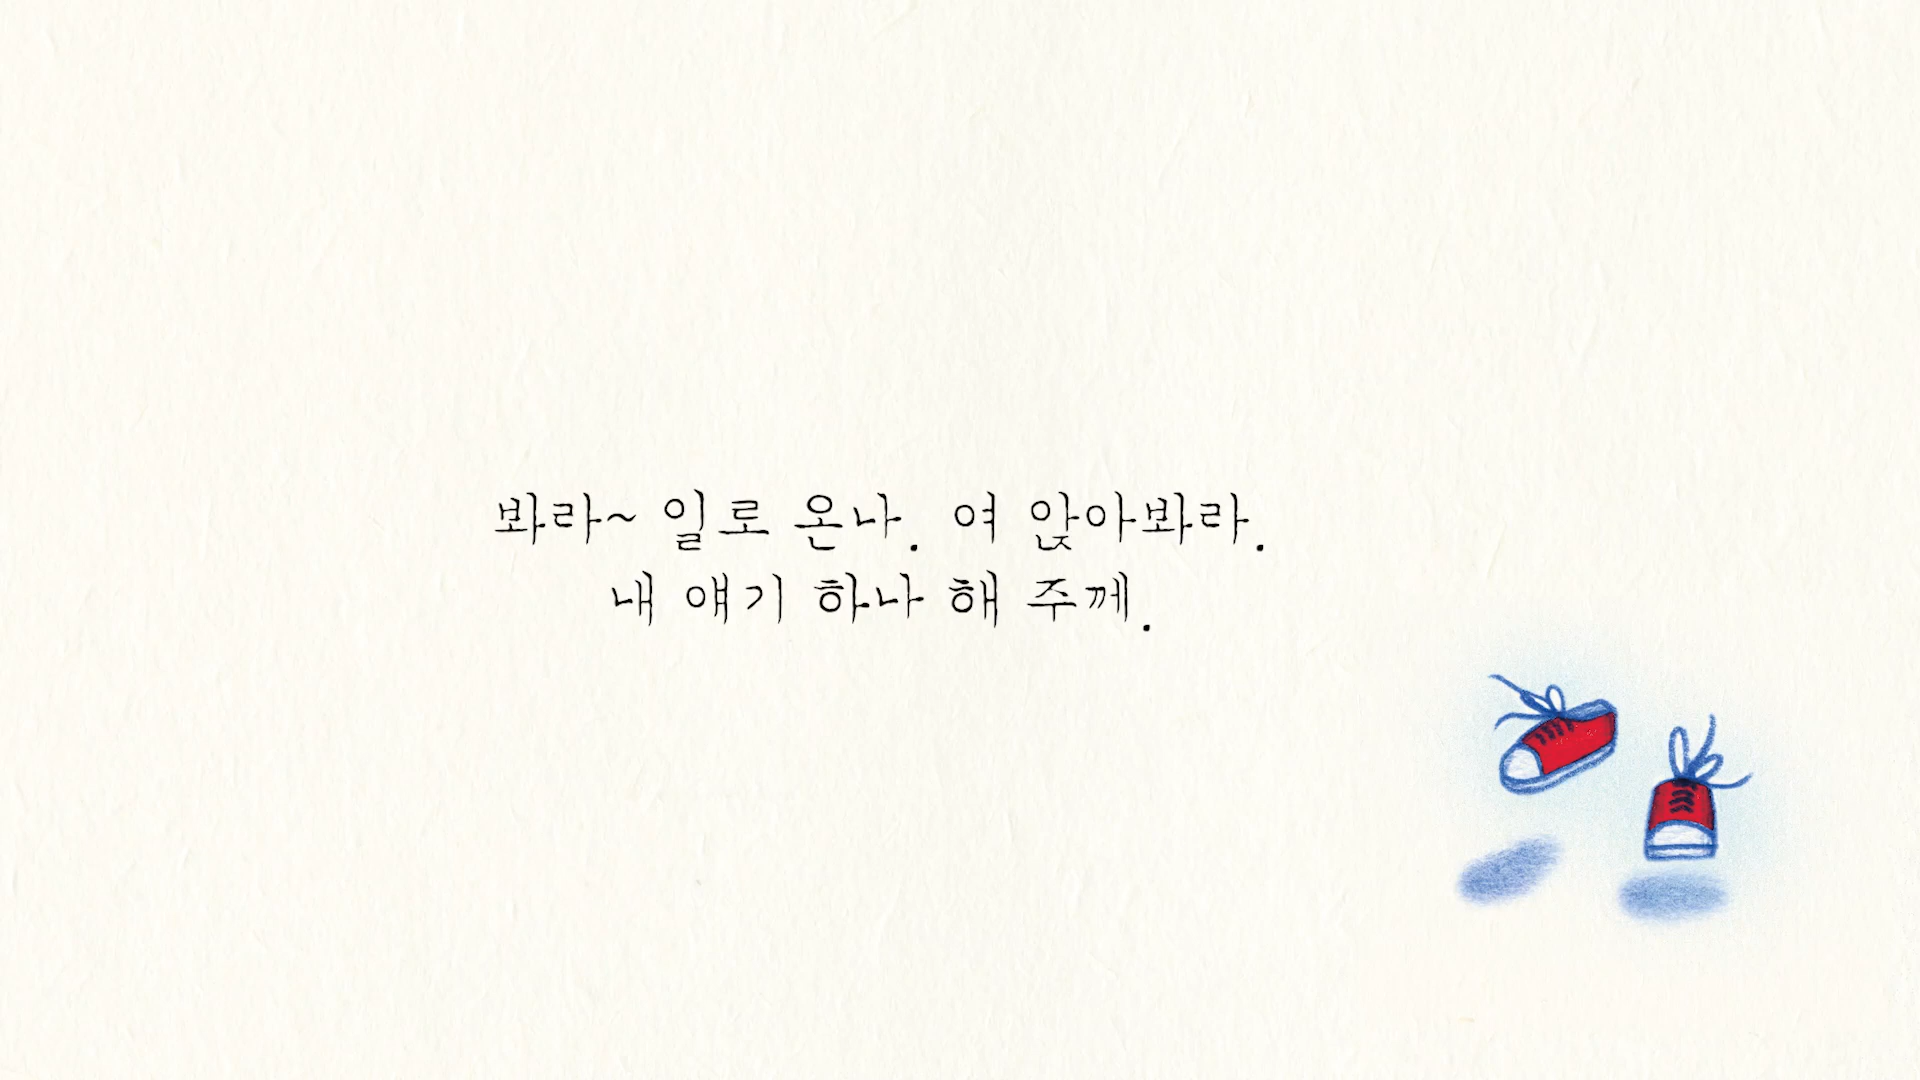 봐라~ 일로 온나. 여 앉아봐라.
내 얘기 하나 해 주께.